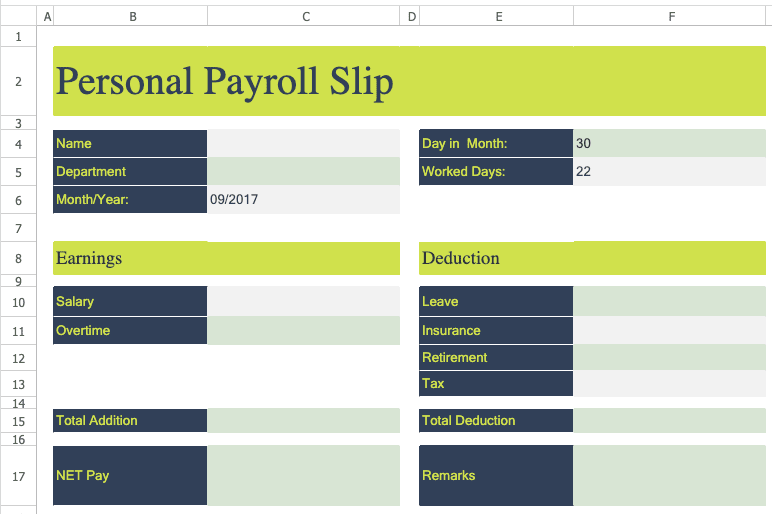 A B C D E F
1
2 Personal Payroll Slip
3
4 Name Day in  Month: 30
5 Department Worked Days: 22
6 Month/Year: 09/2017
7
8 Earnings Deduction
9
10 Salary Leave
11 Overtime Insurance
12 Retirement
13 Tax
14
15 Total Addition Total Deduction
16
17 NET Pay Remarks